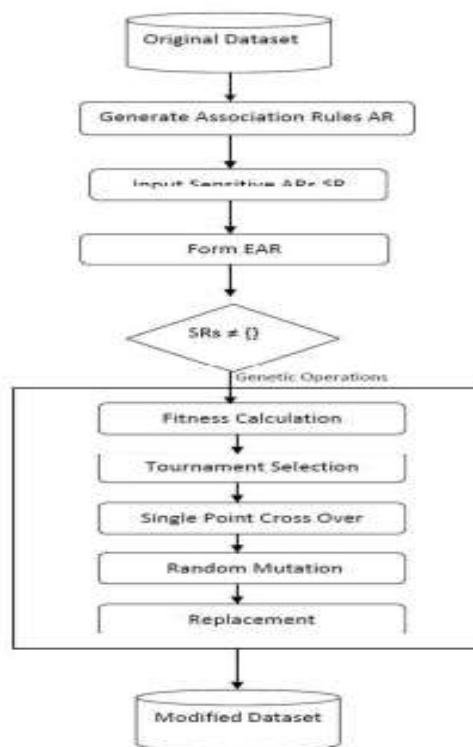 Original Dataset
Generate Association Rules AR
Input Sensitive ARs SR
Form EAR
SRs ≠ {}
Genetic Operations
Fitness Calculation
Tournament Selection
Single Point Cross Over
Random Mutation
Replacement
Modified Dataset